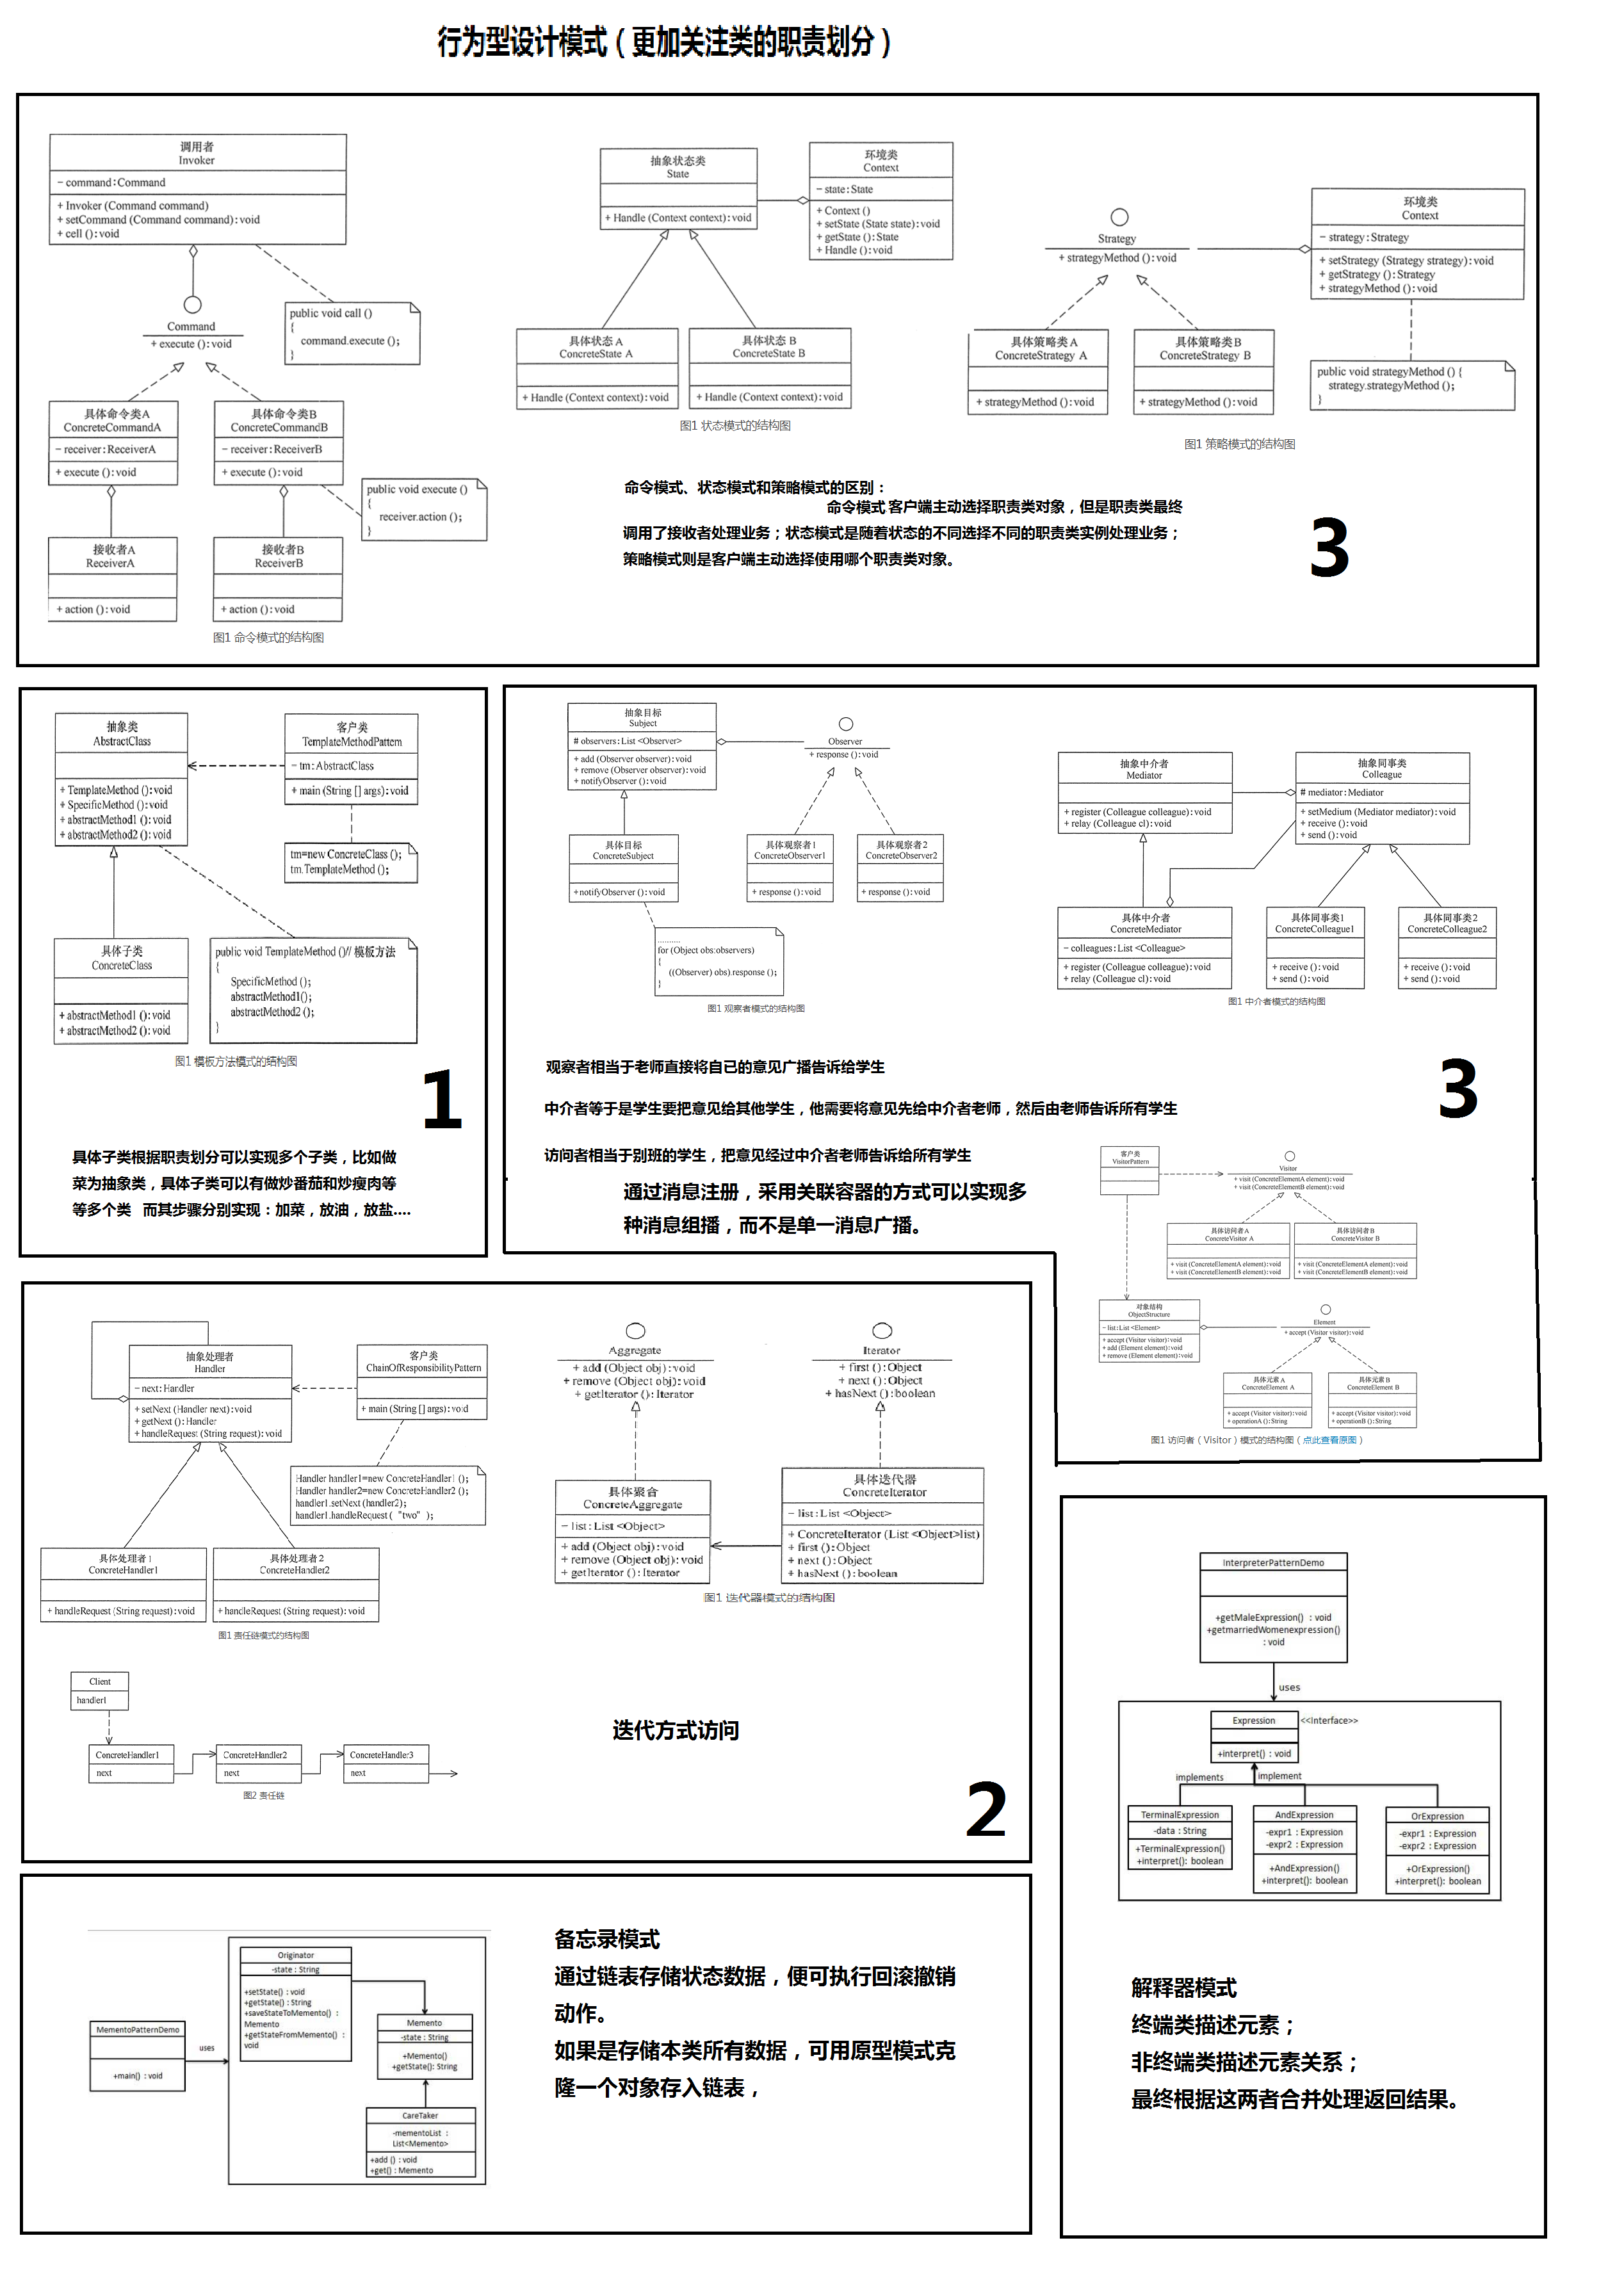 行为型设计模式（更加关注类的职责划分）
调用者
Invoker
− command:Command
+ Invoker (Command command)
+ setCommand (Command command):void
+ cell ():void
Command
+ execute ():void
public void call ()
{
command.execute ();
}
具体命令类A
ConcreteCommandA
− receiver:ReceiverA
+ execute ():void
具体命令类B
ConcreteCommandB
− receiver:ReceiverB
+ execute ():void
public void execute ()
{
receiver.action ();
}
接收者A
ReceiverA
+ action ():void
接收者B
ReceiverB
+ action ():void
图1 命令模式的结构图
抽象状态类
State
+ Handle (Context context):void
环境类
Context
− state:State
+ Context ()
+ setState (State state):void
+ getState ():State
+ Handle ():void
具体状态 A
ConcreteState A
+ Handle (Context context):void
具体状态 B
ConcreteState B
+ Handle (Context context):void
图1 状态模式的结构图
Strategy
+ strategyMethod ():void
环境类
Context
− strategy:Strategy
+ setStrategy (Strategy strategy):void
+ getStrategy ():Strategy
+ strategyMethod ():void
具体策略类A
ConcreteStrategy A
+ strategyMethod ():void
具体策略类B
ConcreteStrategy B
+ strategyMethod ():void
public void strategyMethod () {
strategy.strategyMethod ();
}
图1 策略模式的结构图
命令模式、状态模式和策略模式的区别：
命令模式 客户端主动选择职责类对象，但是职责类最终
调用了接收者处理业务；状态模式是随着状态的不同选择不同的职责类实例处理业务；
策略模式则是客户端主动选择使用哪个职责类对象。
3
抽象类
AbstractClass
+ TemplateMethod ():void
+ SpecificMethod ():void
+ abstractMethod1 ():void
+ abstractMethod2 ():void
客户类
TemplateMethodPattem
− tm:AbstractClass
+ main (String [] args):void
tm=new ConcreteClass ();
tm.TemplateMethod ();
具体子类
ConcreteClass
+ abstractMethod1 ():void
+ abstractMethod2 ():void
public void TemplateMethod ()// 模板方法
{
SpecificMethod ();
abstractMethod1();
abstractMethod2 ();
}
图1 模板方法模式的结构图
1
具体子类根据职责划分可以实现多个子类，比如做
菜为抽象类，具体子类可以有做炒番茄和炒瘦肉等
等多个类 而其步骤分别实现：加菜，放油，放盐....
抽象目标
Subject
# observers:List <Observer>
+ add (Observer observer):void
+ remove (Observer observer):void
+ notifyObserver ():void
Observer
+ response ():void
具体目标
ConcreteSubject
+notifyObserver ():void
具体观察者1
ConcreteObserver1
+ response ():void
具体观察者2
ConcreteObserver2
+ response ():void
..........
for (Object obs:observers)
{
((Observer) obs).response ();
}
图1 观察者模式的结构图
抽象中介者
Mediator
+ register (Colleague colleague):void
+ relay (Colleague cl):void
抽象同事类
Colleague
# mediator:Mediator
+ setMedium (Mediator mediator):void
+ receive ():void
+ send ():void
具体中介者
ConcreteMediator
− colleagues:List <Colleague>
+ register (Colleague colleague):void
+ relay (Colleague cl):void
具体同事类1
ConcreteColleague1
+ receive ():void
+ send ():void
具体同事类2
ConcreteColleague2
+ receive ():void
+ send ():void
图1 中介者模式的结构图
观察者相当于老师直接将自已的意见广播告诉给学生
中介者等于是学生要把意见给其他学生，他需要将意见先给中介者老师，然后由老师告诉所有学生
访问者相当于别班的学生，把意见经过中介者老师告诉给所有学生
通过消息注册，采用关联容器的方式可以实现多
种消息组播，而不是单一消息广播。
3
客户类
VisitorPattern
Visitor
+ visit (ConcreteElementA element):void
+ visit (ConcreteElementB element):void
具体访问者A
ConcreteVisitor A
+ visit (ConcreteElementA element):void
+ visit (ConcreteElementB element):void
具体访问者B
ConcreteVisitor B
+ visit (ConcreteElementA element):void
+ visit (ConcreteElementB element):void
对象结构
ObjectStructure
− list:List <Element>
+ accept (Visitor visitor):void
+ add (Element element):void
+ remove (Element element):void
Element
+ accept (Visitor visitor):void
具体元素A
ConcreteElement A
+ accept (Visitor visitor):void
+ operationA ():String
具体元素B
ConcreteElement B
+ accept (Visitor visitor):void
+ operationB ():String
图1 访问者（Visitor）模式的结构图（点此查看原图）
抽象处理者
Handler
− next:Handler
+ setNext (Handler next):void
+ getNext ():Handler
+ handleRequest (String request):void
客户类
ChainOfResponsibilityPattern
+ main (String [] args):void
Handler handler1=new ConcreteHandler1 ();
Handler handler2=new ConcreteHandler2 ();
handler1.setNext (handler2);
handler1.handleRequest ( "two" );
具体处理者1
ConcreteHandler1
+ handleRequest (String request):void
具体处理者2
ConcreteHandler2
+ handleRequest (String request):void
图1 责任链模式的结构图
Client
handler1
ConcreteHandler1
next
ConcreteHandler2
next
ConcreteHandler3
next
图2 责任链
Aggregate
+ add (Object obj):void
+ remove (Object obj):void
+ getIterator ():Iterator
Iterator
+ first ():Object
+ next ():Object
+ hasNext ():boolean
具体聚合
ConcreteAggregate
− list:List <Object>
+ add (Object obj):void
+ remove (Object obj):void
+ getIterator ():Iterator
具体迭代器
ConcreteIterator
− list:List <Object>
+ ConcreteIterator (List <Object>list)
+ first ():Object
+ next ():Object
+ hasNext ():boolean
图1 迭代器模式的结构图
迭代方式访问
2
InterpreterPatternDemo
+getMaleExpression() : void
+getmarriedWomenexpression()
: void
uses
Expression
<<Interface>>
+interpret() : void
implements
implement
TerminalExpression
-data : String
+TerminalExpression()
+interpret(): boolean
AndExpression
-expr1 : Expression
-expr2 : Expression
+AndExpression()
+interpret(): boolean
OrExpression
-expr1 : Expression
-expr2 : Expression
+OrExpression()
+interpret(): boolean
解释器模式
终端类描述元素；
非终端类描述元素关系；
最终根据这两者合并处理返回结果。
MementoPatternDemo
+main() : void
uses
Originator
-state : String
+setState() : void
+getState() : String
+saveStateToMemento() :
Memento
+getStateFromMemento() :
void
Memento
-state : String
+Memento()
+getState(): String
CareTaker
-mementoList :
List<Memento>
+add () : void
+get() : Memento
备忘录模式
通过链表存储状态数据，便可执行回滚撤销
动作。
如果是存储本类所有数据，可用原型模式克
隆一个对象存入链表，